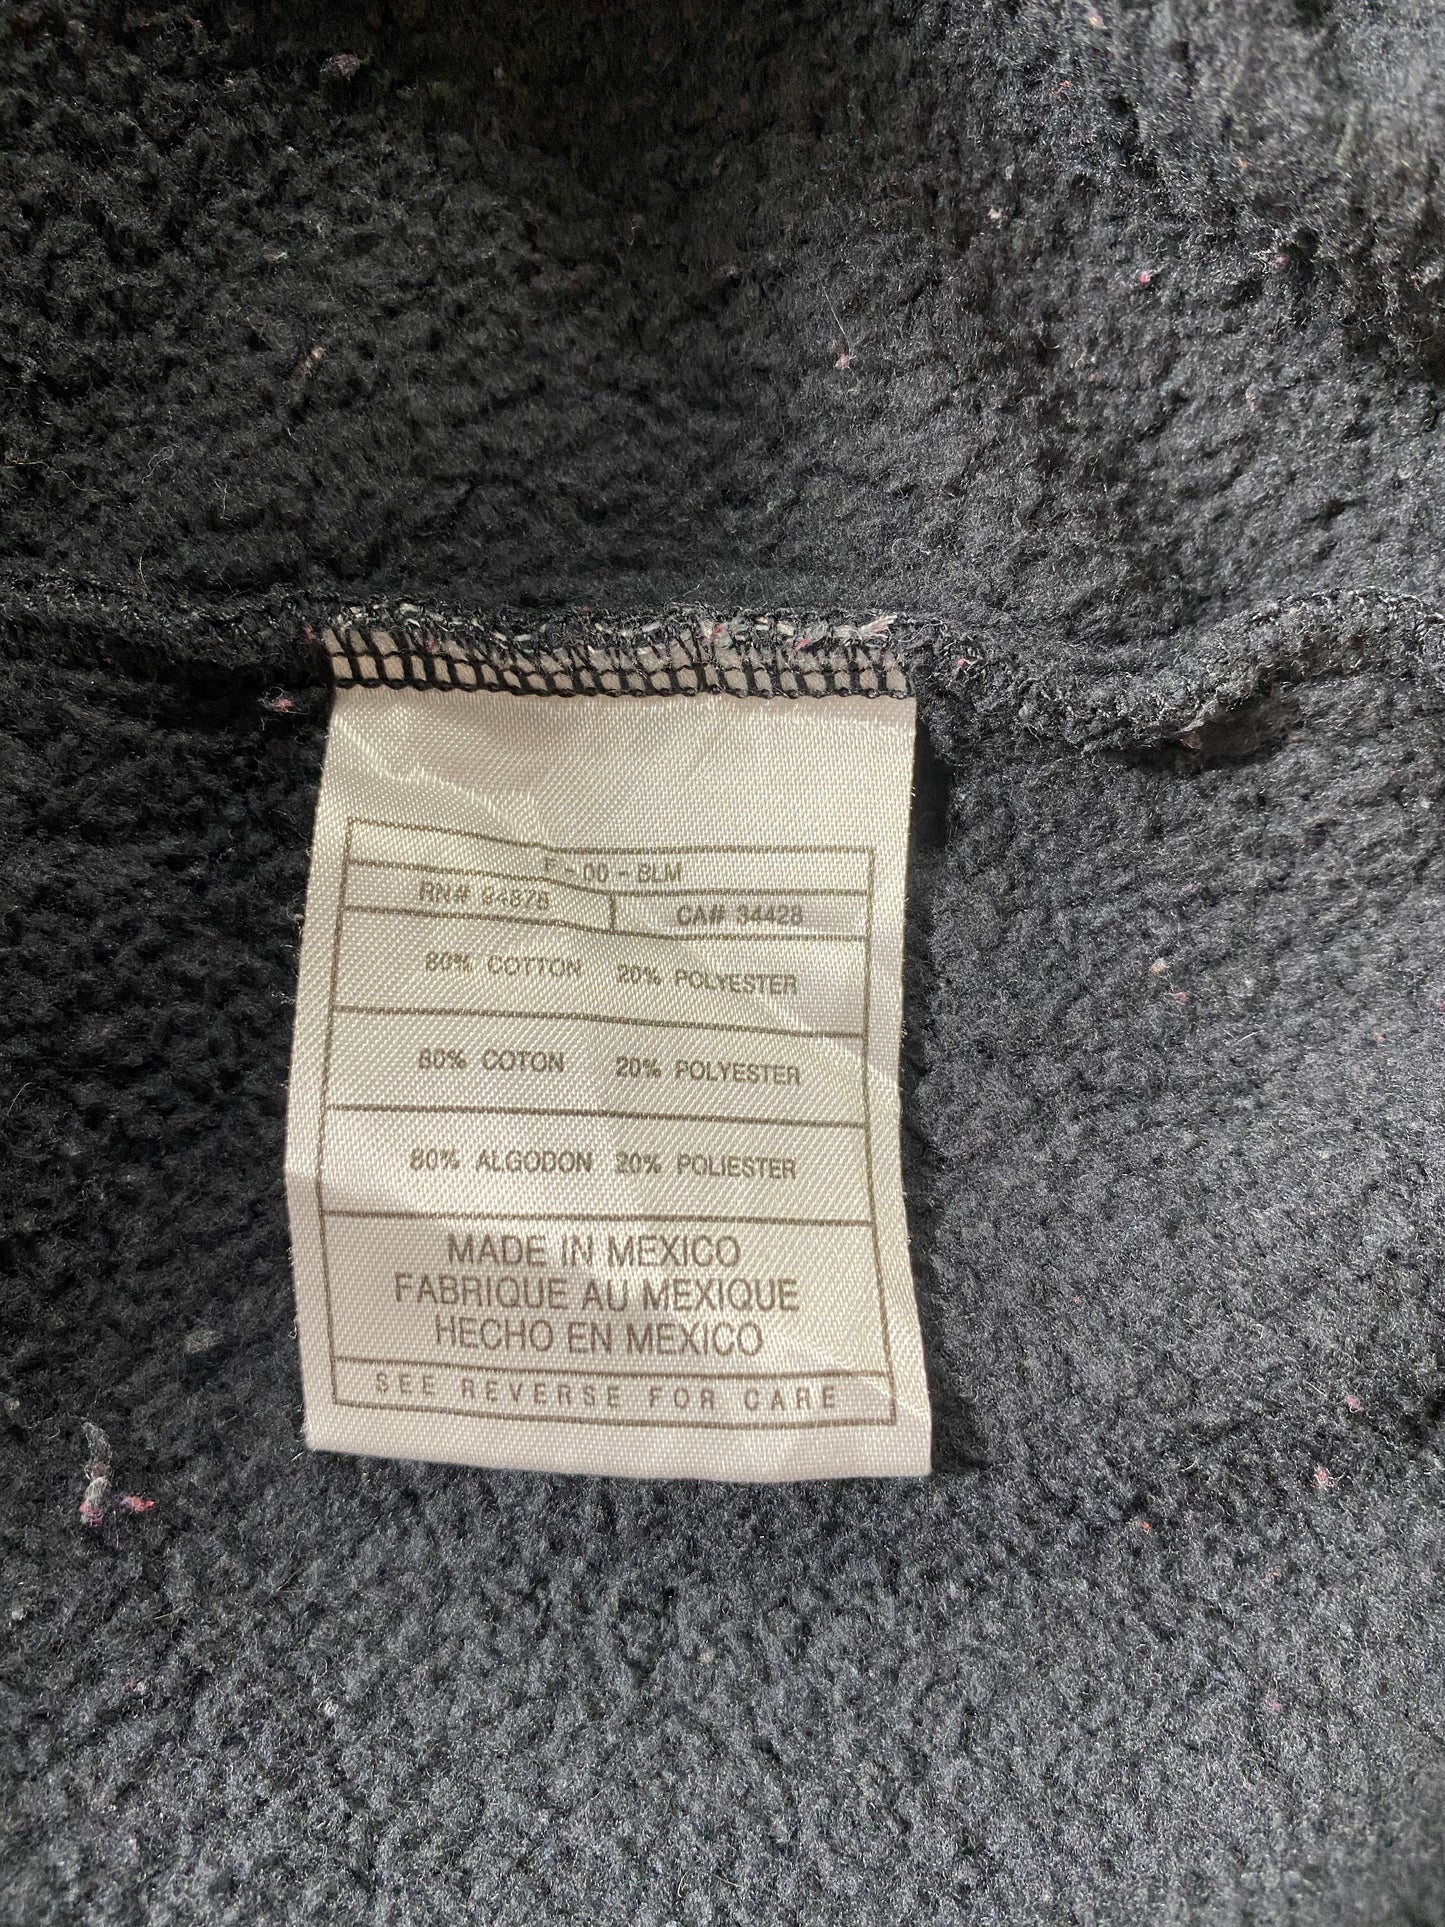 F - 00 - BLM
RN# 94878 CA# 34428
80% COTTON 20% POLYESTER
80% COTON 20% POLYESTER
80% ALGODON 20% POLIESTER
MADE IN MEXICO
FABRIQUE AU MEXIQUE
HECHO EN MEXICO
SEE REVERSE FOR CARE